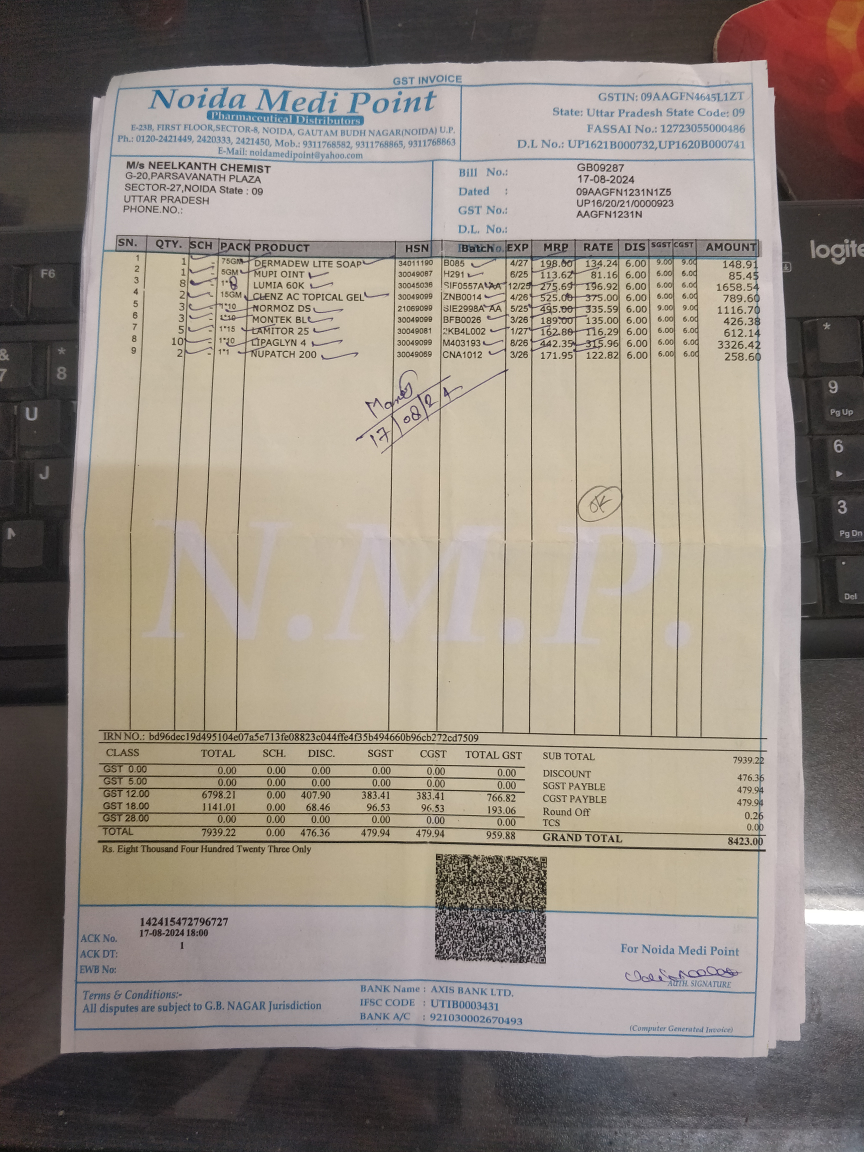 GST INVOICE
Noida Medi Point
Pharmaceutical Distributors
E-23B, FIRST FLOOR,SECTOR-8, NOIDA, GAUTAM BUDH NAGAR(NOIDA) U.P.
Ph.: 0120-2421449, 2420333, 2421450, Mob.: 9311768582, 9311768865, 9311768863
E-Mail: noidamedipoint@yahoo.com
GSTIN: 09AAGFN4645L1ZT
State: Uttar Pradesh State Code: 09
FASSAI No.: 12723055000486
D.L No.: UP1621B000732,UP1620B000741
M/s NEELKANTH CHEMIST
G-20,PARSAVANATH PLAZA
SECTOR-27,NOIDA State : 09
UTTAR PRADESH
PHONE.NO.:
Bill No.: GB09287
Dated : 17-08-2024
GST No.: 09AAGFN1231N1Z5
D.L. No.: UP16/20/21/0000923
AAGFN1231N
SN. QTY. SCH PACK PRODUCT HSN Batch EXP MRP RATE DIS SGST CGST AMOUNT
1 1 - 75GM DERMADEW LITE SOAP 34011190 B085 4/27 198.00 134.24 6.00 9.00 9.00 148.91
2 1 - 5GM MUPI OINT 30049087 H291 6/25 113.62 81.16 6.00 6.00 6.00 85.45
3 8 - LUMIA 60K 30045036 SIF0557A AA 12/25 275.69 196.92 6.00 6.00 6.00 1658.54
4 2 - 15GM CLENZ AC TOPICAL GEL 30049099 ZNB0014 4/26 525.00 375.00 6.00 6.00 6.00 789.60
5 3 - 1*10 NORMOZ DS 21069099 SIE2998A AA 5/25 495.80 335.59 6.00 9.00 9.00 1116.70
6 3 - 1*10 MONTEK BL 30049099 BFB0028 3/26 189.00 135.00 6.00 6.00 6.00 426.38
7 5 - 1*15 LAMITOR 25 30049081 2KB4L002 1/27 162.80 116.29 6.00 6.00 6.00 612.14
8 10 - 1*10 LIPAGLYN 4 30049099 M403193 8/26 442.35 315.96 6.00 6.00 6.00 3326.42
9 2 - 1*1 NUPATCH 200 30049069 CNA1012 3/26 171.95 122.82 6.00 6.00 6.00 258.60
17/08/24
OK
N.M.P.
IRN NO.: bd96dec19d495104e07a5e713fe08823c044ffe4f35b494660b96cb272cd7509
CLASS TOTAL SCH. DISC. SGST CGST TOTAL GST
GST 0.00 0.00 0.00 0.00 0.00 0.00 0.00
GST 5.00 0.00 0.00 0.00 0.00 0.00 0.00
GST 12.00 6798.21 0.00 407.90 383.41 383.41 766.82
GST 18.00 1141.01 0.00 68.46 96.53 96.53 193.06
GST 28.00 0.00 0.00 0.00 0.00 0.00 0.00
TOTAL 7939.22 0.00 476.36 479.94 479.94 959.88
SUB TOTAL 7939.22
DISCOUNT 476.36
SGST PAYBLE 479.94
CGST PAYBLE 479.94
Round Off 0.26
TCS 0.00
GRAND TOTAL 8423.00
Rs. Eight Thousand Four Hundred Twenty Three Only
142415472796727
ACK No. 17-08-2024 18:00
ACK DT: 1
EWB No:
For Noida Medi Point
AUTH. SIGNATURE
Terms & Conditions:-
All disputes are subject to G.B. NAGAR Jurisdiction
BANK Name : AXIS BANK LTD.
IFSC CODE : UTIB0003431
BANK A/C : 921030002670493
(Computer Generated Invoice)
logite
F6
&
7
*
8
U
J
*
9
Pg Up
6
3
Pg Dn
.
Del